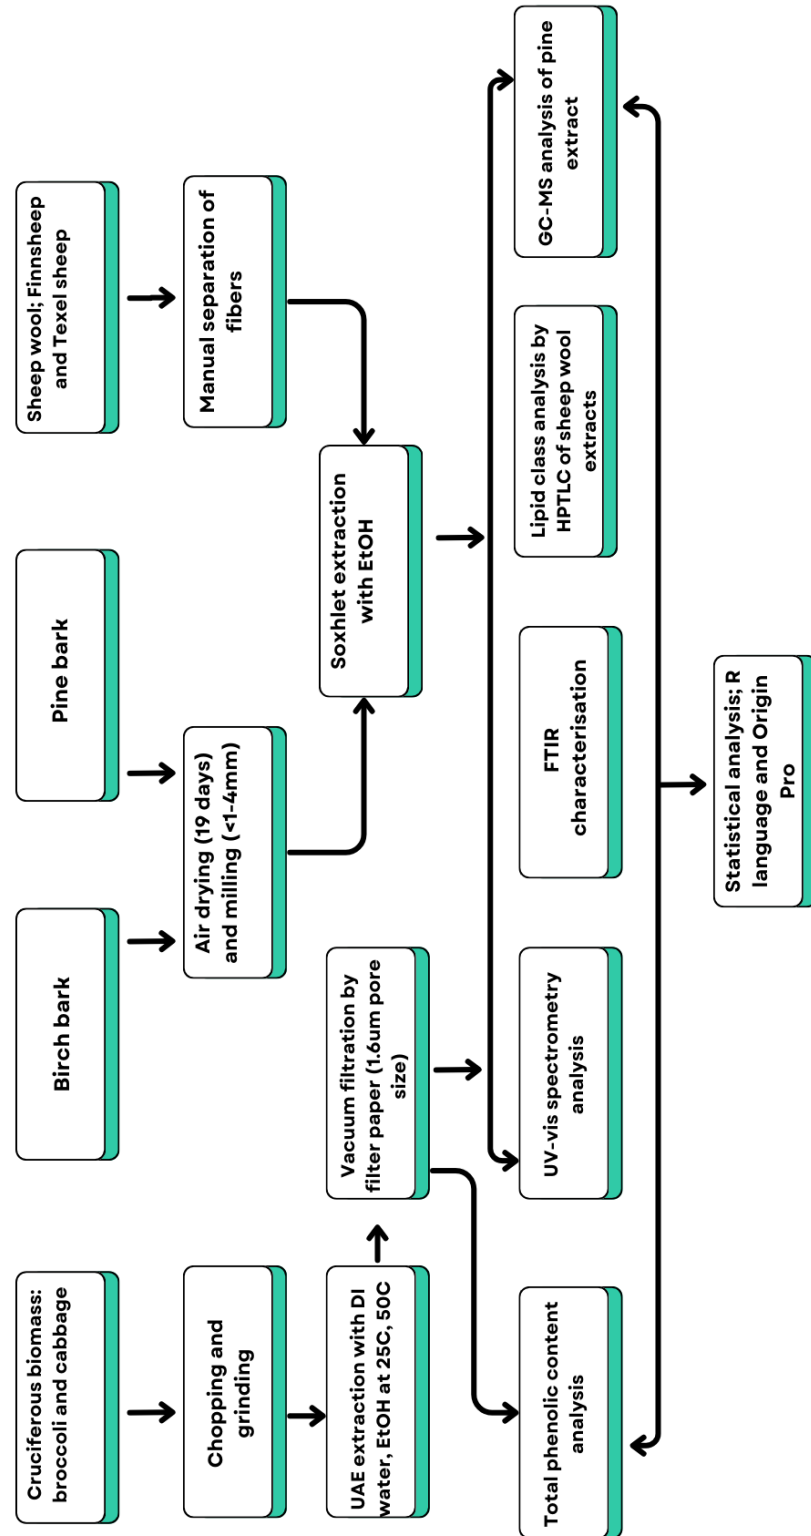 Cruciferous biomass:
broccoli and cabbage
Birch bark
Pine bark
Sheep wool; Finnsheep
and Texel sheep
Chopping and
grinding
Air drying (19 days)
and milling (<1-4mm)
Manual separation of
fibers
UAE extraction with DI
water, EtOH at 25C, 50C
Vacuum filtration by
filter paper (1.6um pore
size)
Soxhlet extraction
with EtOH
Total phenolic content
analysis
UV-vis spectrometry
analysis
FTIR
characterisation
Lipid class analysis by
HPTLC of sheep wool
extracts
GC-MS analysis of pine
extract
Statistical analysis; R
language and Origin
Pro